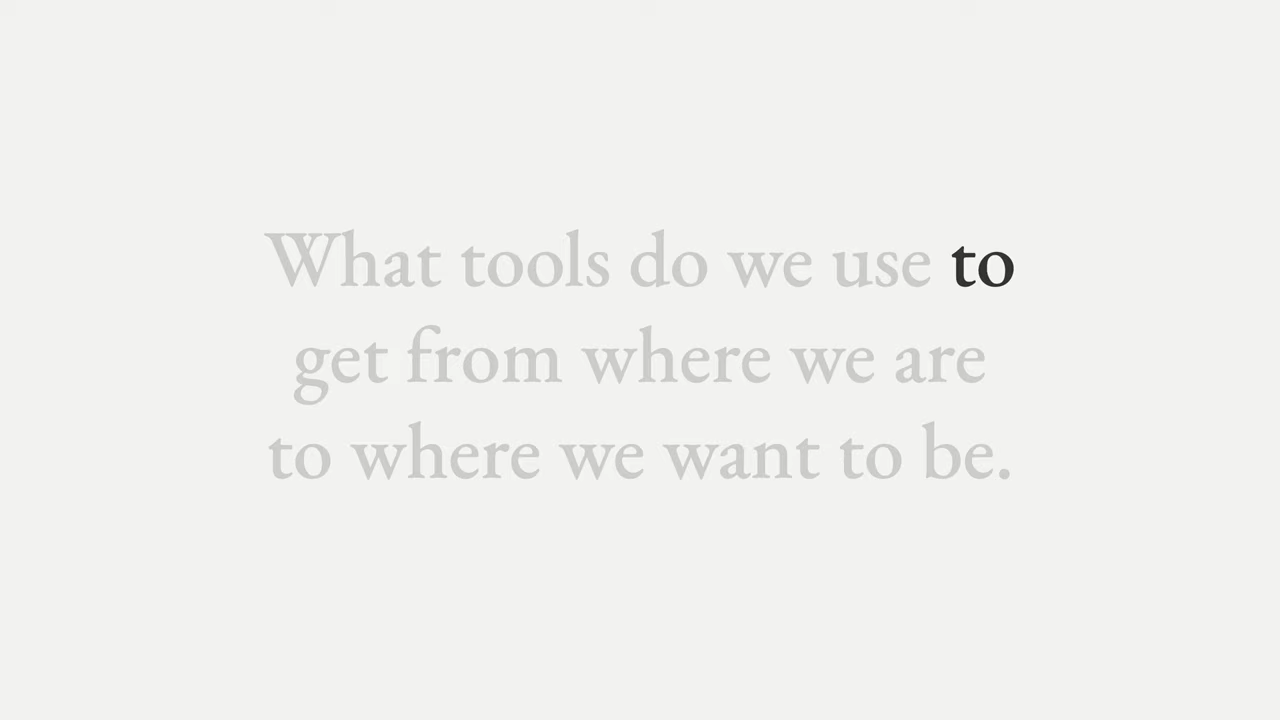 What tools do we use to
get from where we are
to where we want to be.